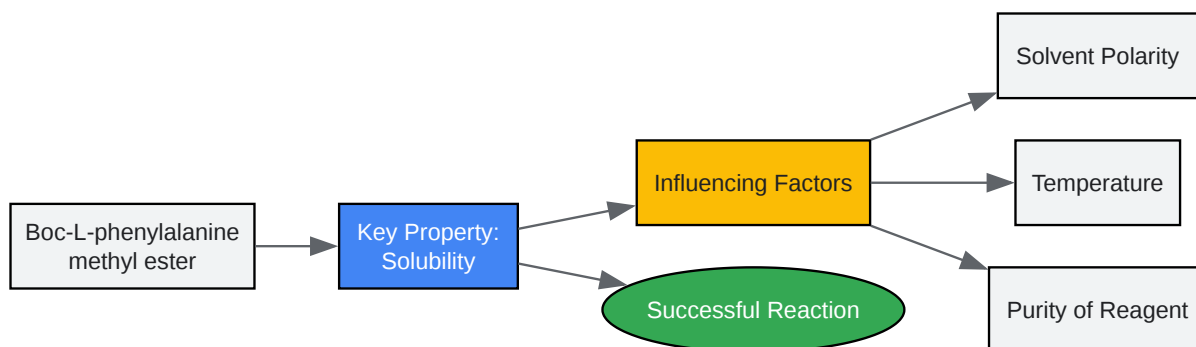 Boc-L-phenylalanine
methyl ester
Key Property:
Solubility
Influencing Factors
Successful Reaction
Solvent Polarity
Temperature
Purity of Reagent